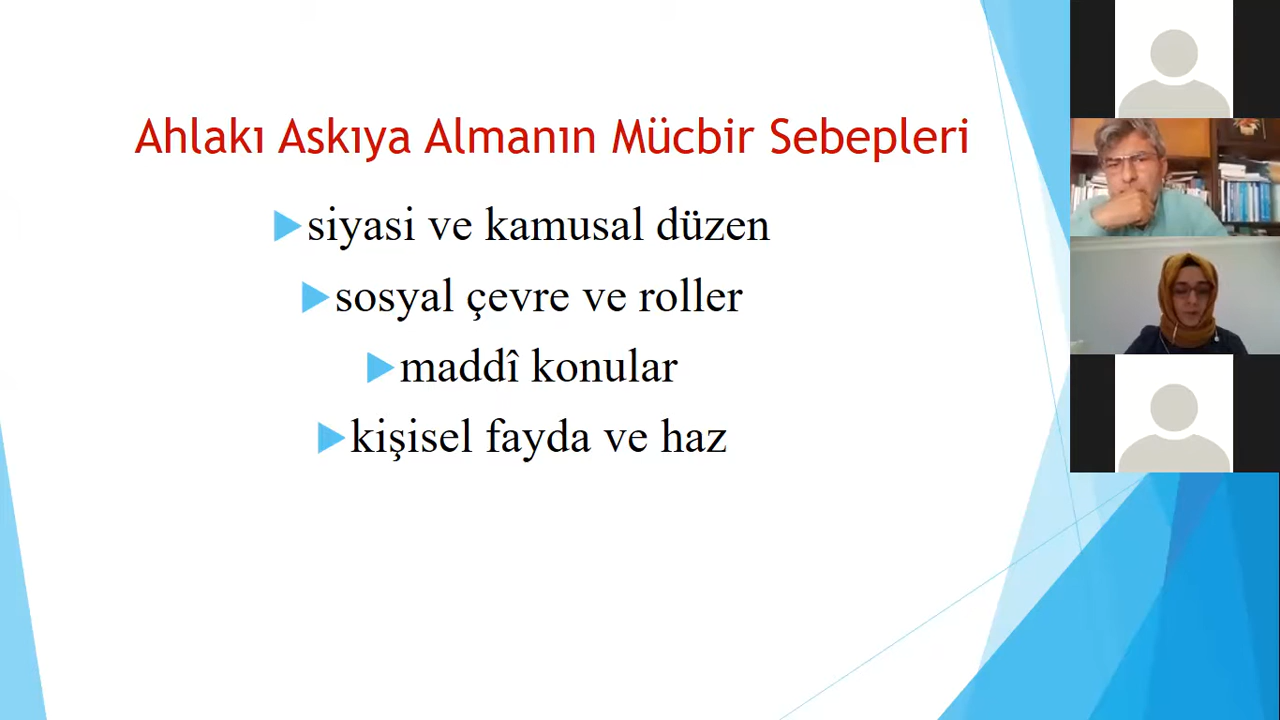 Ahlakı Askıya Almanın Mücbir Sebepleri
siyasi ve kamusal düzen
sosyal çevre ve roller
maddî konular
kişisel fayda ve haz